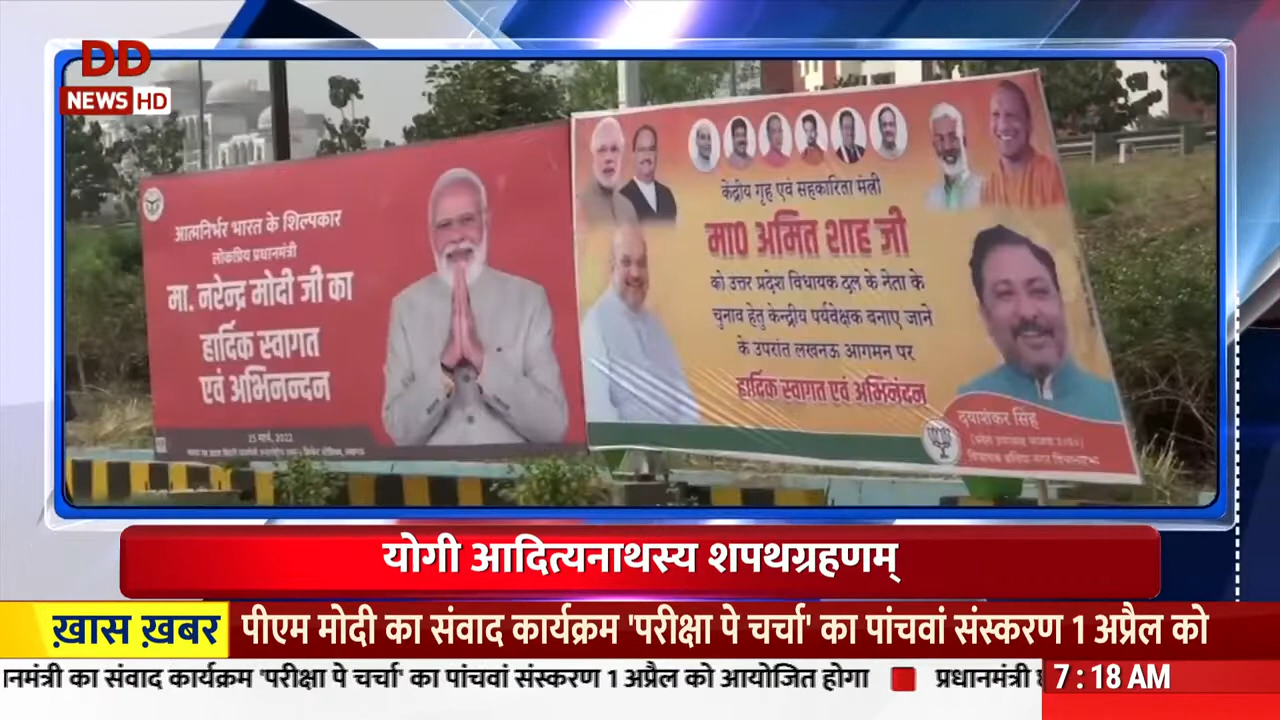 DD
NEWS HD
आत्मनिर्भर भारत के शिल्पकार
लोकप्रिय प्रधानमंत्री
मा. नरेन्द्र मोदी जी का
हार्दिक स्वागत
एवं अभिनन्दन
25 मार्च, 2022
केंद्रीय गृह एवं सहकारिता मंत्री
मा0 अमित शाह जी
को उत्तर प्रदेश विधायक दल के नेता के
चुनाव हेतु केन्द्रीय पर्यवेक्षक बनाए जाने
के उपरांत लखनऊ आगमन पर
हार्दिक स्वागत एवं अभिनंदन
दयाशंकर सिंह
योगी आदित्यनाथस्य शपथग्रहणम्
ख़ास ख़बर
पीएम मोदी का संवाद कार्यक्रम 'परीक्षा पे चर्चा' का पांचवां संस्करण 1 अप्रैल को
नमंत्री का संवाद कार्यक्रम 'परीक्षा पे चर्चा' का पांचवां संस्करण 1 अप्रैल को आयोजित होगा
प्रधानमंत्री
7:18 AM